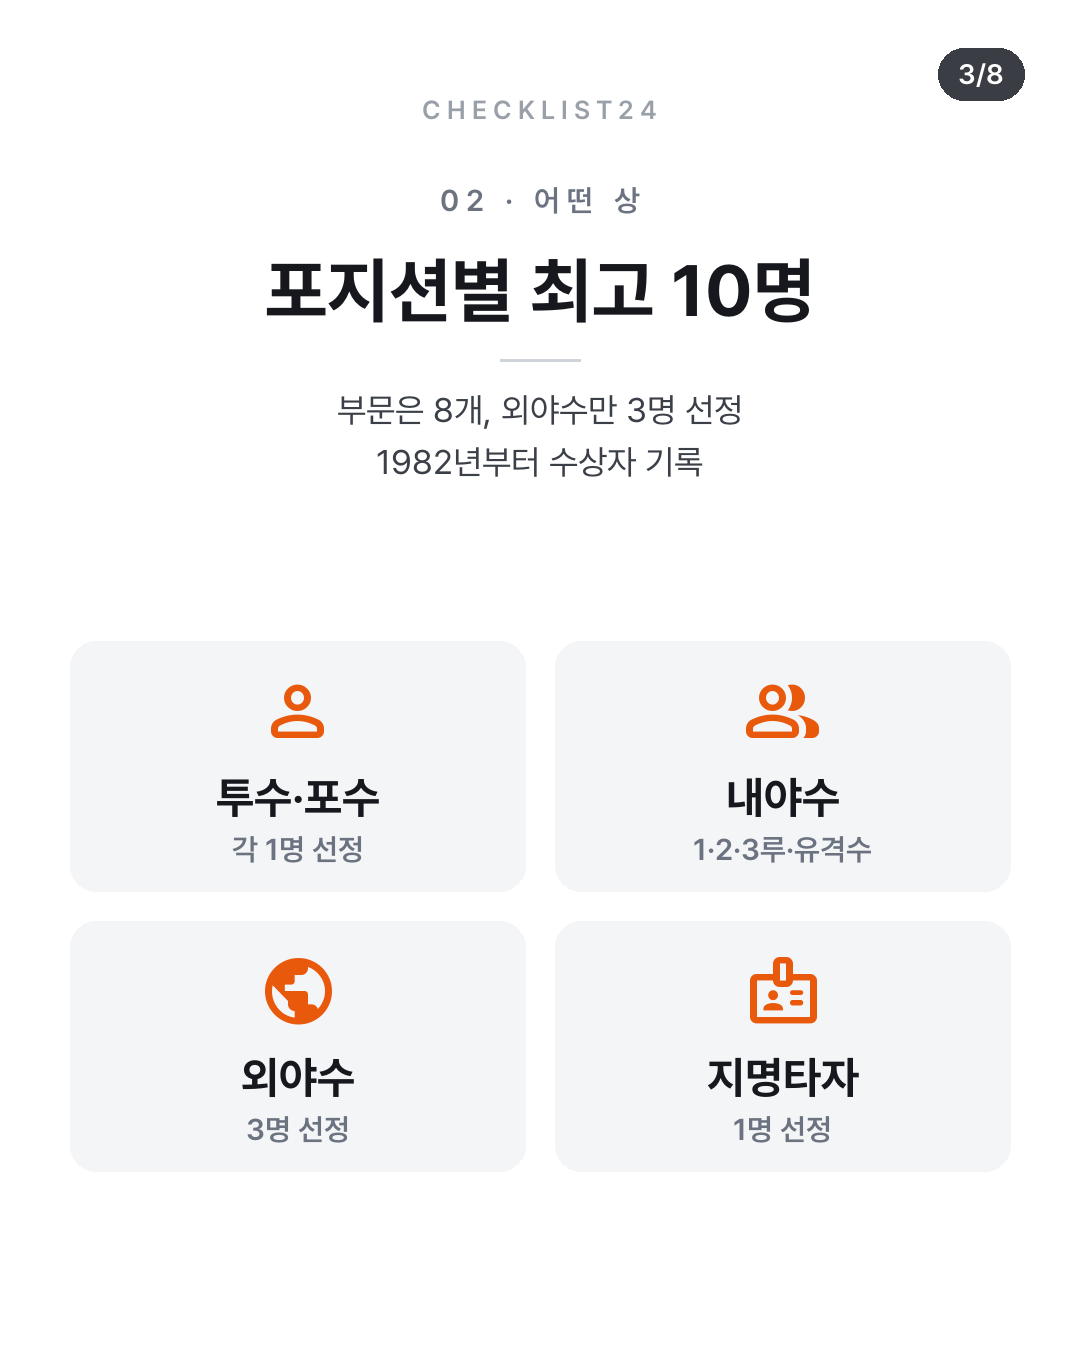 3/8
CHECKLIST24
02 · 어떤 상
포지션별 최고 10명
부문은 8개, 외야수만 3명 선정
1982년부터 수상자 기록
투수·포수
각 1명 선정
내야수
1·2·3루·유격수
외야수
3명 선정
지명타자
1명 선정